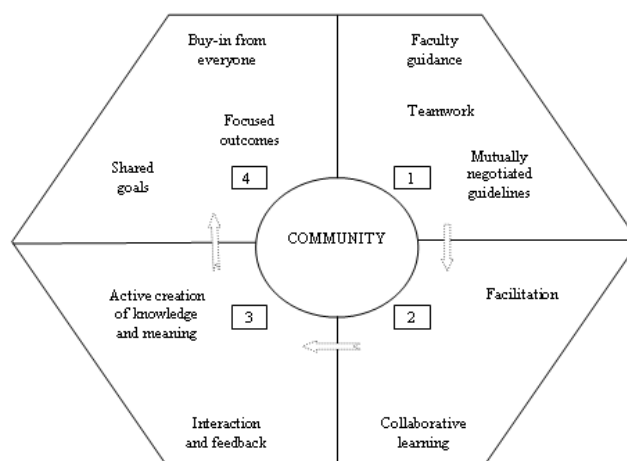 Buy-in from
everyone
Focused
outcomes
Shared
goals
4
Faculty
guidance
Teamwork
Mutually
negotiated
guidelines
1
COMMUNITY
Active creation
of knowledge
and meaning
3
Interaction
and feedback
2
Facilitation
Collaborative
learning